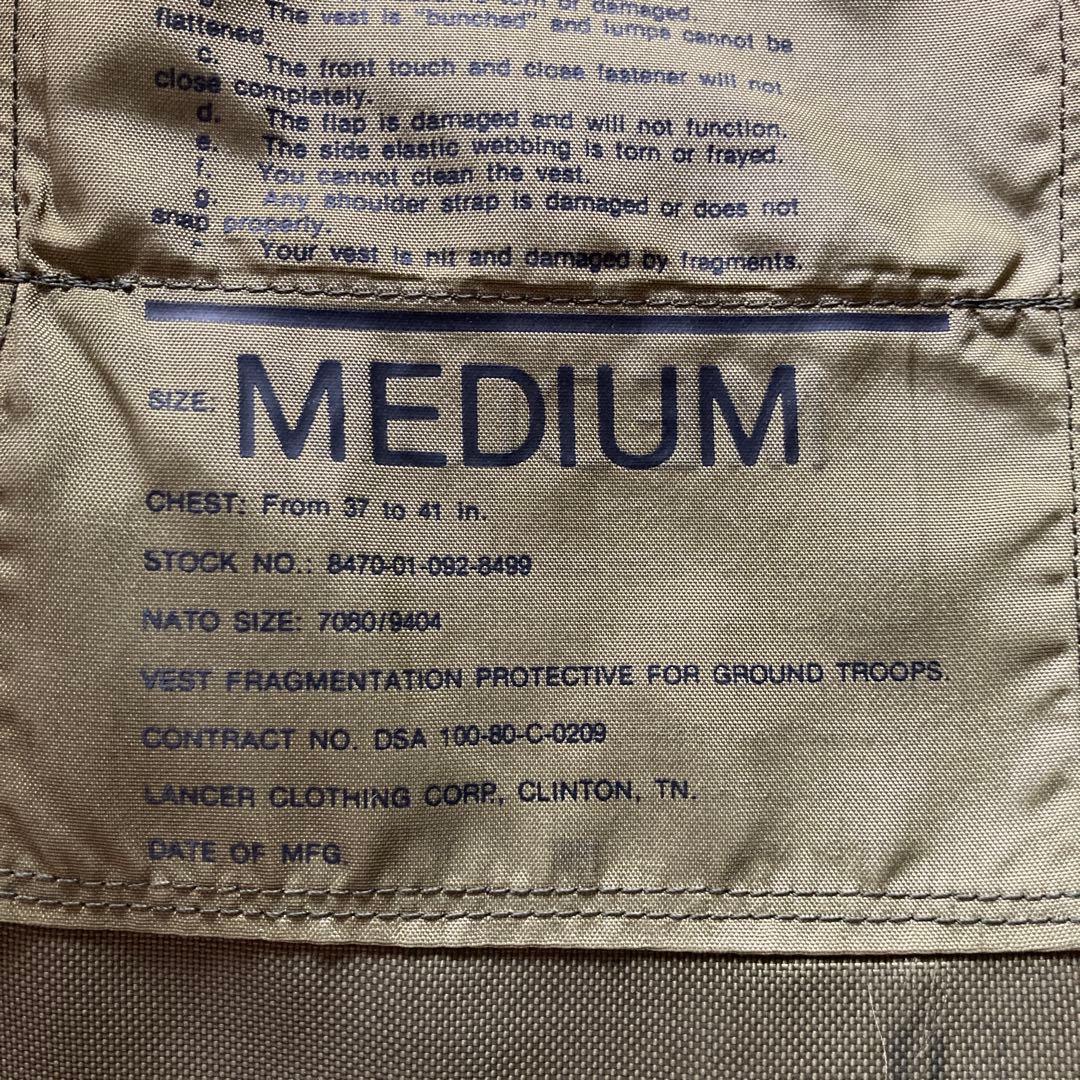 is torn or damaged.
The vest is "bunched" and lumps cannot be
flattened.
c. The front touch and close fastener will not
close completely.
d. The flap is damaged and will not function.
e. The side elastic webbing is torn or frayed.
f. You cannot clean the vest.
g. Any shoulder strap is damaged or does not
snap properly.
Your vest is hit and damaged by fragments.
SIZE: MEDIUM
CHEST: From 37 to 41 in.
STOCK NO.: 8470-01-092-8499
NATO SIZE: 7080/9404
VEST FRAGMENTATION PROTECTIVE FOR GROUND TROOPS.
CONTRACT NO. DSA 100-80-C-0209
LANCER CLOTHING CORP., CLINTON, TN.
DATE OF MFG.